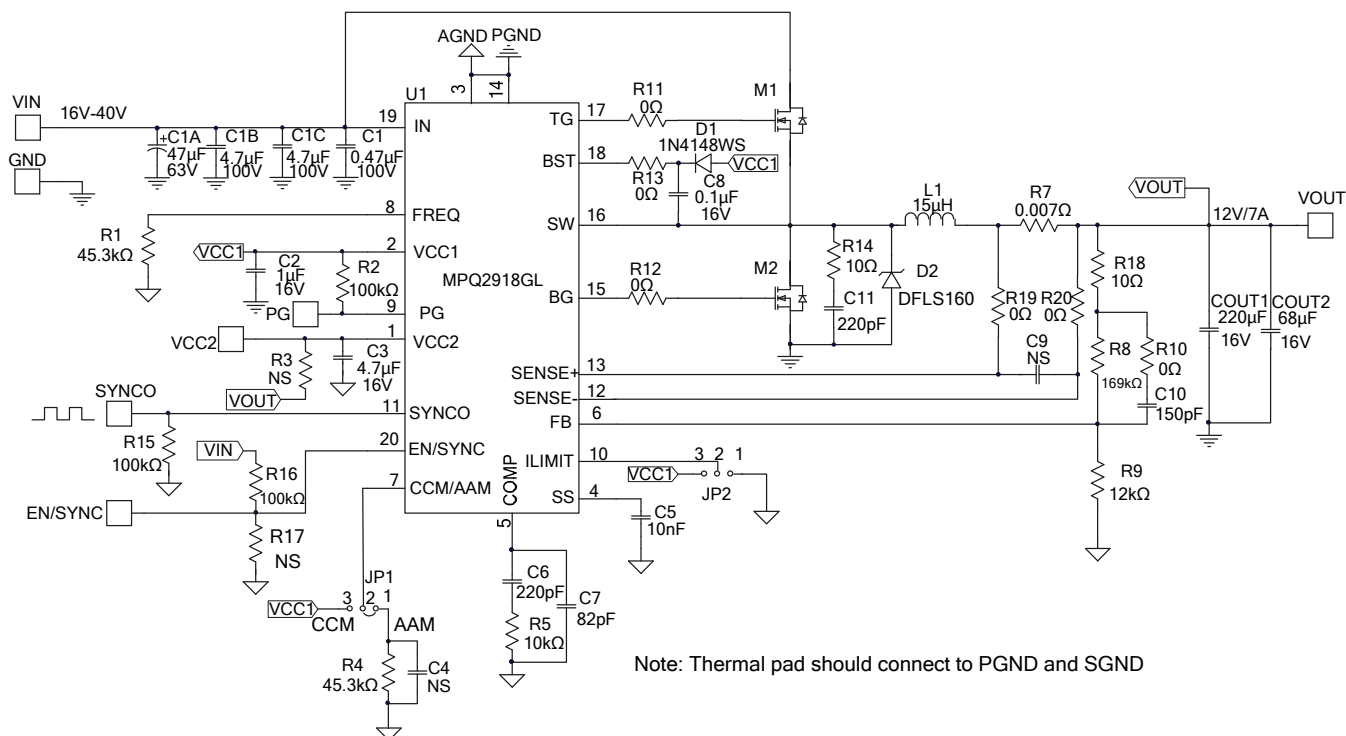 AGND PGND
3 14
U1
VIN
16V-40V
19 IN
C1A
47µF
63V
C1B
4.7µF
100V
C1C
4.7µF
100V
C1
0.47µF
100V
GND
R11
0Ω
17 TG
M1
D1
1N4148WS
VCC1
18 BST
R13
0Ω
C8
0.1µF
16V
8 FREQ
R1
45.3kΩ
16 SW
L1
15µH
R7
0.007Ω
VOUT
12V/7A
VOUT
VCC1
2 VCC1
C2
1µF
16V
R2
100kΩ
MPQ2918GL
R12
0Ω
15 BG
M2
R14
10Ω
C11
220pF
D2
DFLS160
R19
0Ω
R20
0Ω
R18
10Ω
COUT1
220µF
16V
COUT2
68µF
16V
PG
9 PG
VCC2
1 VCC2
R3
NS
C3
4.7µF
16V
VOUT
C9
NS
R8
169kΩ
R10
0Ω
C10
150pF
SENSE+ 13
SENSE- 12
FB 6
SYNCO
11 SYNCO
R15
100kΩ
VIN
20 EN/SYNC
R16
100kΩ
ILIMIT 10
VCC1
3 2 1
JP2
R9
12kΩ
7 CCM/AAM
COMP
5
SS 4
C5
10nF
EN/SYNC
R17
NS
JP1
VCC1
3 2 1
CCM AAM
C6
220pF
C7
82pF
R5
10kΩ
R4
45.3kΩ
C4
NS
Note: Thermal pad should connect to PGND and SGND